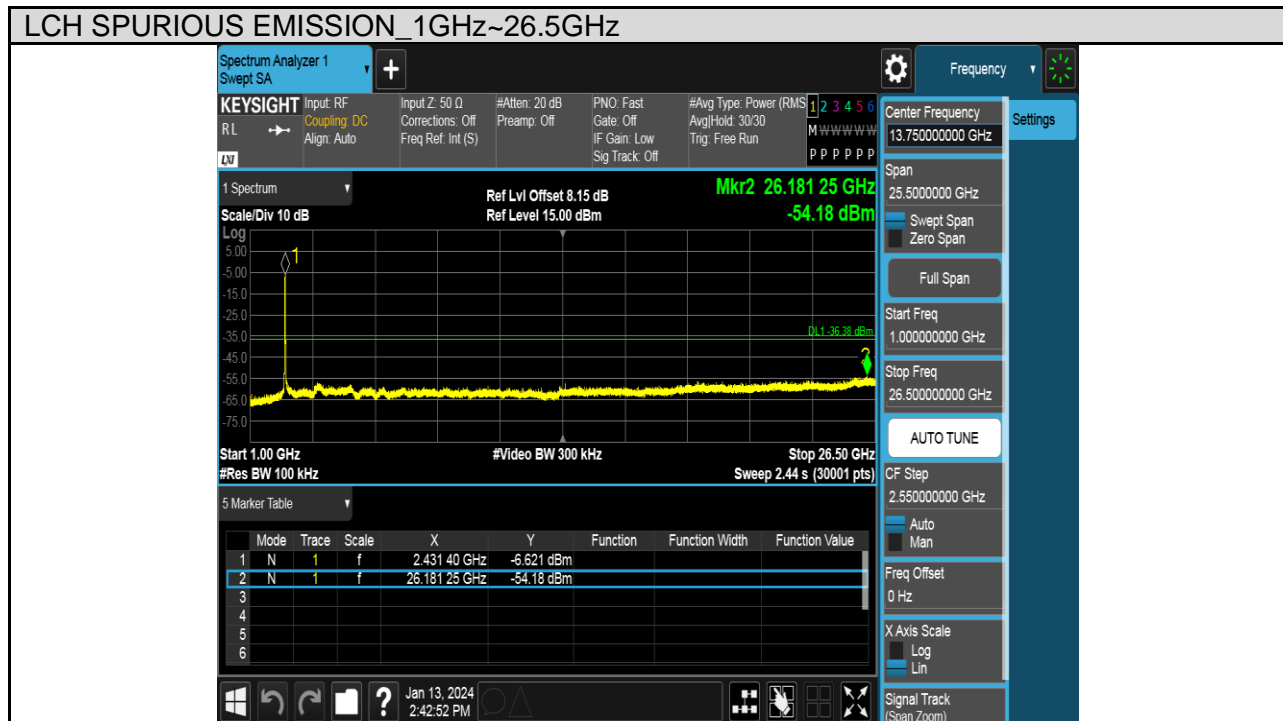 LCH SPURIOUS EMISSION_1GHz~26.5GHz
Spectrum Analyzer 1
Swept SA
+
Frequency
KEYSIGHT
RL
LXI
Input: RF
Coupling: DC
Align: Auto
Input Z: 50 Ω
Corrections: Off
Freq Ref: Int (S)
#Atten: 20 dB
Preamp: Off
PNO: Fast
Gate: Off
IF Gain: Low
Sig Track: Off
#Avg Type: Power (RMS
Avg|Hold: 30/30
Trig: Free Run
1 2 3 4 5 6
M W W W W W
P P P P P P
1 Spectrum
Scale/Div 10 dB
Ref Lvl Offset 8.15 dB
Ref Level 15.00 dBm
Mkr2 26.181 25 GHz
-54.18 dBm
Log
5.00
-5.00
-15.0
-25.0
-35.0
-45.0
-55.0
-65.0
-75.0
1
DL1 -36.38 dBm
2
Start 1.00 GHz
#Res BW 100 kHz
#Video BW 300 kHz
Stop 26.50 GHz
Sweep 2.44 s (30001 pts)
5 Marker Table
Mode Trace Scale X Y Function Function Width Function Value
1 N 1 f 2.431 40 GHz -6.621 dBm
2 N 1 f 26.181 25 GHz -54.18 dBm
3
4
5
6
?
Jan 13, 2024
2:42:52 PM
Center Frequency
13.750000000 GHz
Settings
Span
25.5000000 GHz
Swept Span
Zero Span
Full Span
Start Freq
1.000000000 GHz
Stop Freq
26.500000000 GHz
AUTO TUNE
CF Step
2.550000000 GHz
Auto
Man
Freq Offset
0 Hz
X Axis Scale
Log
Lin
Signal Track
(Span Zoom)